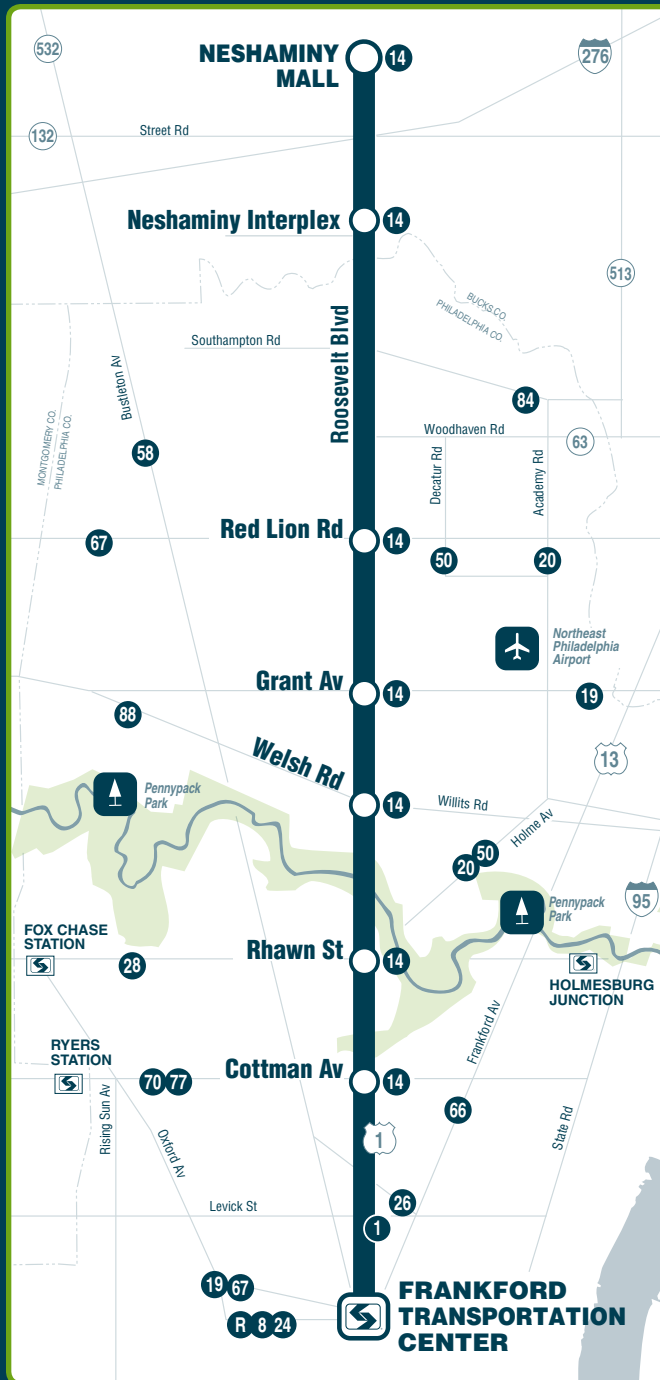 532
NESHAMINY
MALL
14
276
132
Street Rd
Neshaminy Interplex
14
513
BUCKS CO.
PHILADELPHIA CO.
Roosevelt Blvd
Southampton Rd
Bustleton Av
84
MONTGOMERY CO.
PHILADELPHIA CO.
Woodhaven Rd
63
58
Decatur Rd
Academy Rd
Red Lion Rd
14
67
50
20
Northeast
Philadelphia
Airport
Grant Av
14
19
88
Welsh Rd
13
Pennypack
Park
14
Willits Rd
Holme Av
50
20
95
Pennypack
Park
FOX CHASE
STATION
28
Rhawn St
14
HOLMESBURG
JUNCTION
Frankford Av
RYERS
STATION
70
77
Cottman Av
14
66
Rising Sun Av
Oxford Av
1
State Rd
Levick St
26
1
19
67
R
8
24
FRANKFORD
TRANSPORTATION
CENTER